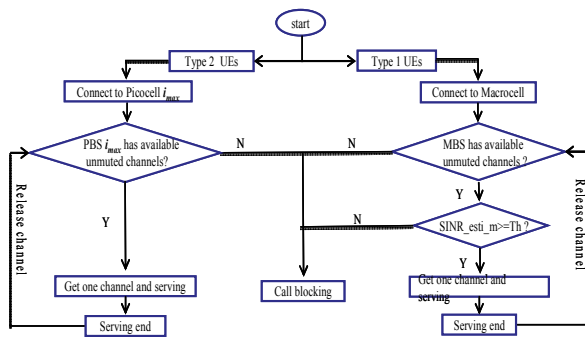 start
Type 2 UEs
Type 1 UEs
Connect to Picocell i_max
Connect to Macrocell
PBS i_max has available
unmuted channels?
N
N
MBS has available
unmuted channels ?
Release channel
Release channel
Y
Y
N
SINR_esti_m>=Th ?
Y
Get one channel and serving
Call blocking
Get one channel and
serving
Serving end
Serving end